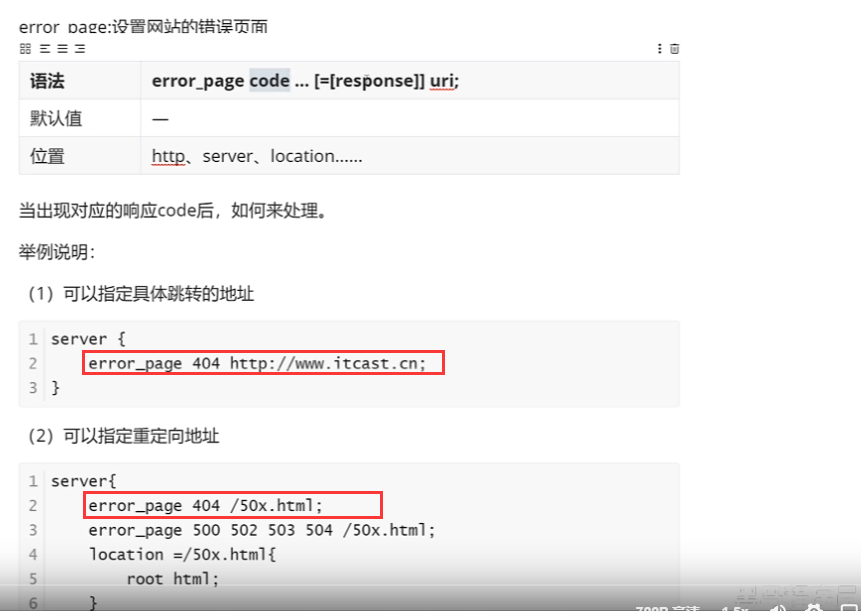 error_page:设置网站的错误页面
语法 error_page code ... [=[response]] uri;
默认值 —
位置 http、server、location......
当出现对应的响应code后，如何来处理。
举例说明：
（1）可以指定具体跳转的地址
1 server {
2 error_page 404 http://www.itcast.cn;
3 }
（2）可以指定重定向地址
1 server{
2 error_page 404 /50x.html;
3 error_page 500 502 503 504 /50x.html;
4 location =/50x.html{
5 root html;
6 }